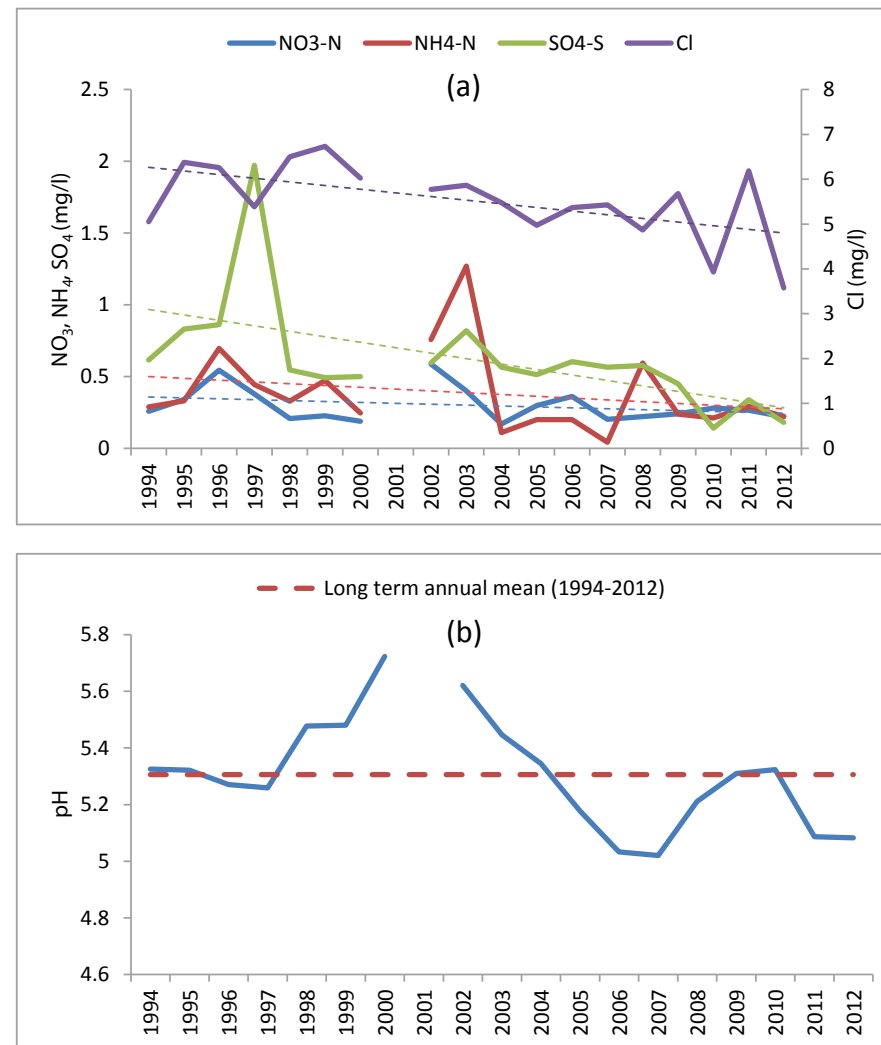 NO3-N NH4-N SO4-S Cl
(a)
2.5
2
1.5
1
0.5
0
NO₃, NH₄, SO₄ (mg/l)
8
7
6
5
4
3
2
1
0
Cl (mg/l)
1994 1995 1996 1997 1998 1999 2000 2001 2002 2003 2004 2005 2006 2007 2008 2009 2010 2011 2012
Long term annual mean (1994-2012)
(b)
5.8
5.6
5.4
5.2
5
4.8
4.6
pH
1994 1995 1996 1997 1998 1999 2000 2001 2002 2003 2004 2005 2006 2007 2008 2009 2010 2011 2012